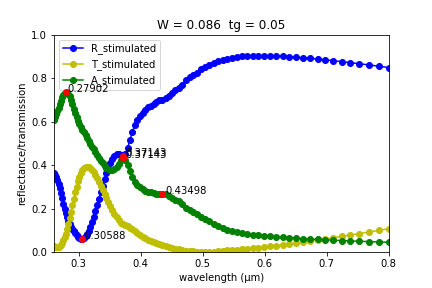 W = 0.086 tg = 0.05
R_stimulated
T_stimulated
A_stimulated
0.27902
0.37143
0.37143
0.43498
0.30588
reflectance/transmission
1.0
0.8
0.6
0.4
0.2
0.0
0.3
0.4
0.5
0.6
0.7
0.8
wavelength (μm)